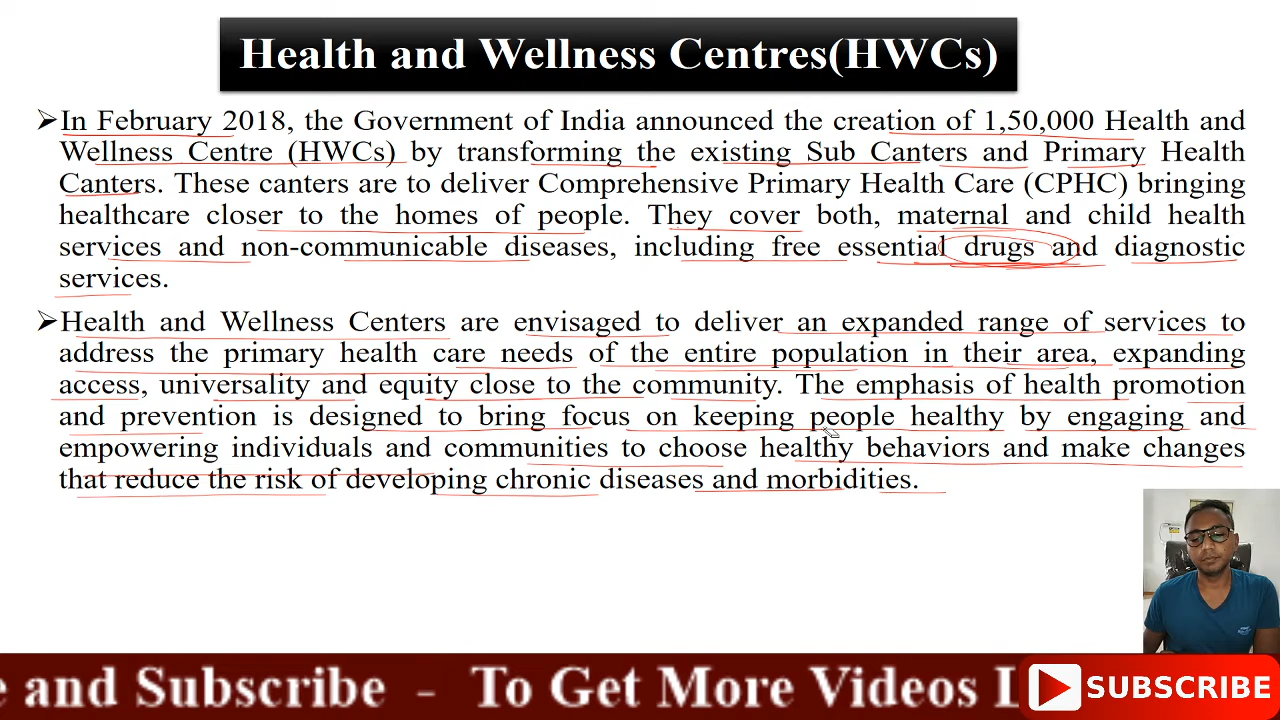 Health and Wellness Centres(HWCs)
➢In February 2018, the Government of India announced the creation of 1,50,000 Health and
Wellness Centre (HWCs) by transforming the existing Sub Canters and Primary Health
Canters. These canters are to deliver Comprehensive Primary Health Care (CPHC) bringing
healthcare closer to the homes of people. They cover both, maternal and child health
services and non-communicable diseases, including free essential drugs and diagnostic
services.
➢Health and Wellness Centers are envisaged to deliver an expanded range of services to
address the primary health care needs of the entire population in their area, expanding
access, universality and equity close to the community. The emphasis of health promotion
and prevention is designed to bring focus on keeping people healthy by engaging and
empowering individuals and communities to choose healthy behaviors and make changes
that reduce the risk of developing chronic diseases and morbidities.
e and Subscribe - To Get More Videos L
SUBSCRIBE